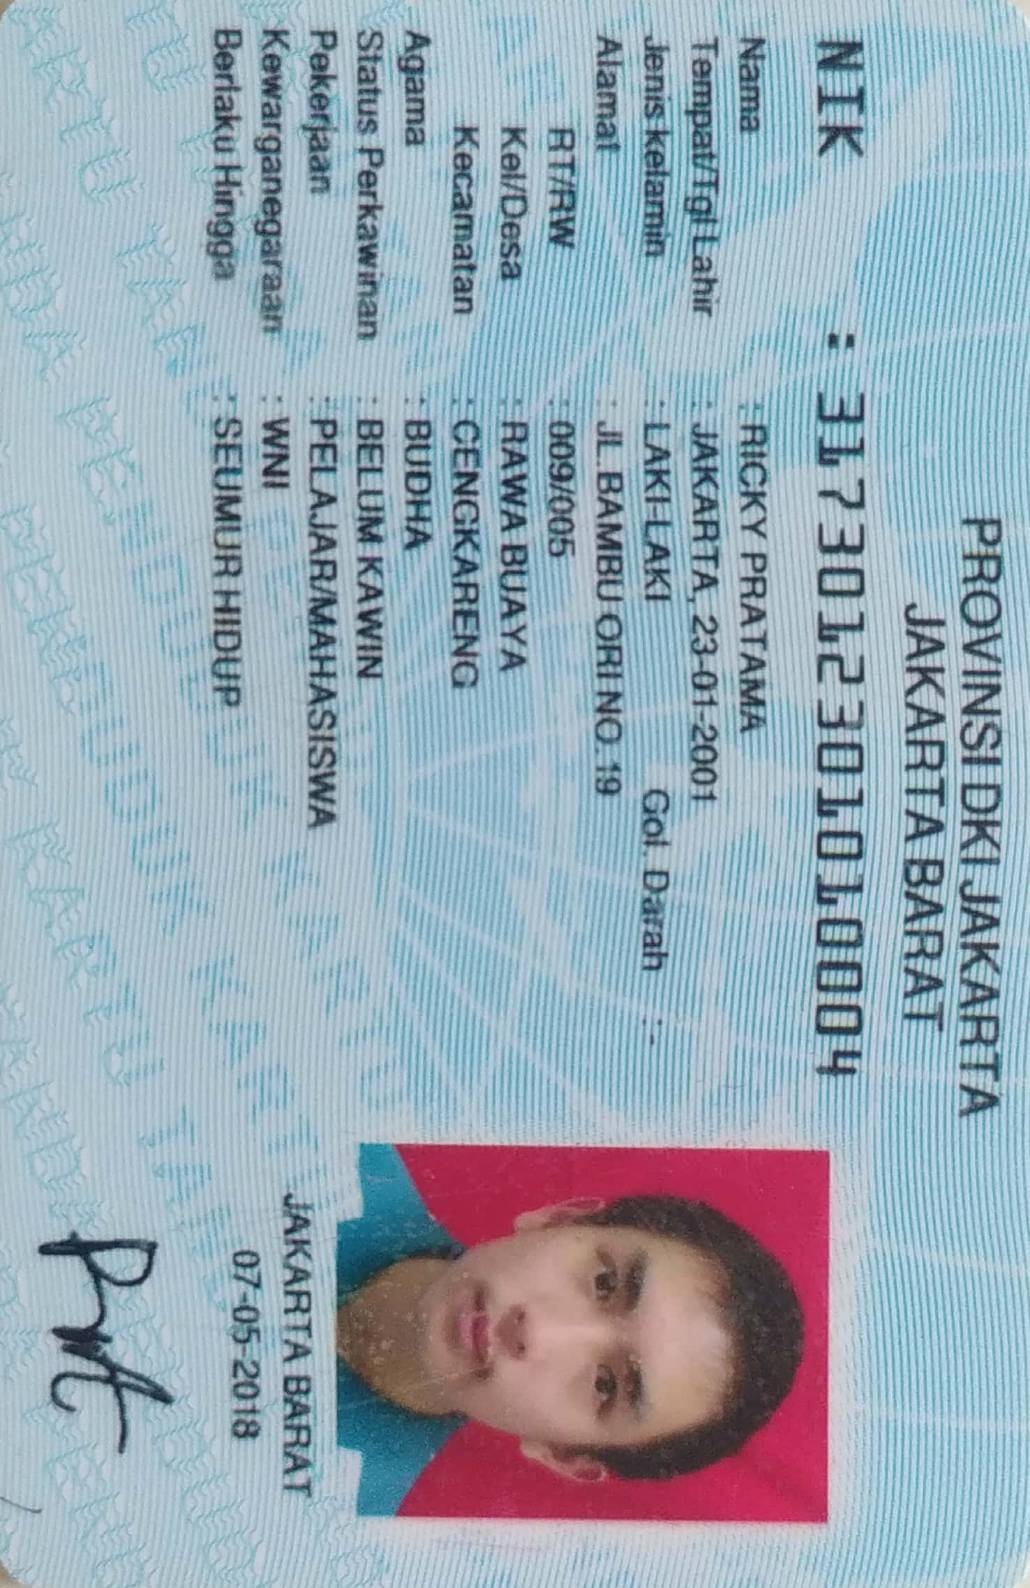 PROVINSI DKI JAKARTA
JAKARTA BARAT
NIK : 3173012301010004
Nama : RICKY PRATAMA
Tempat/Tgl Lahir : JAKARTA, 23-01-2001
Jenis kelamin : LAKI-LAKI Gol. Darah :-
Alamat : JL.BAMBU ORI NO.19
RT/RW : 009/005
Kel/Desa : RAWA BUAYA
Kecamatan : CENGKARENG
Agama : BUDHA
Status Perkawinan : BELUM KAWIN
Pekerjaan : PELAJAR/MAHASISWA
Kewarganegaraan : WNI
Berlaku Hingga : SEUMUR HIDUP
JAKARTA BARAT
07-05-2018